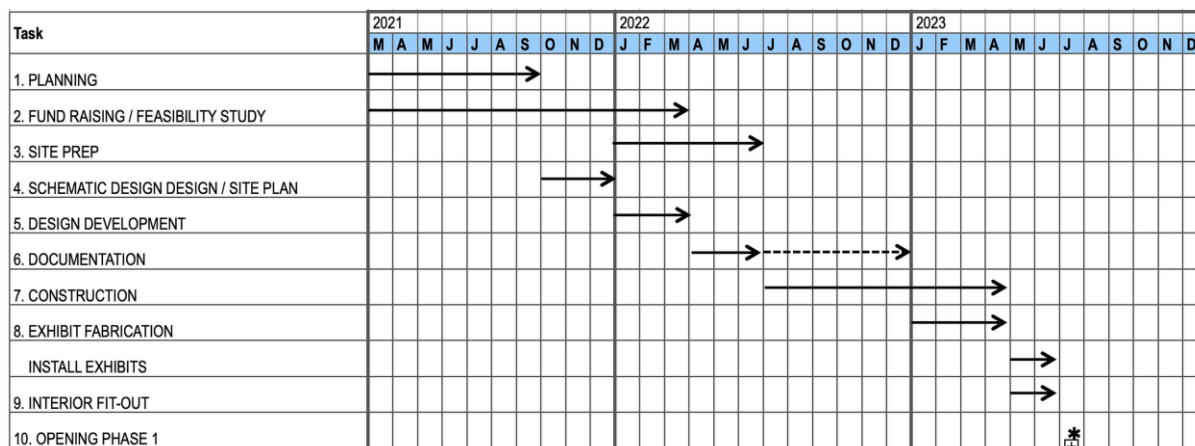 Task
2021 2022 2023
M A M J J A S O N D J F M A M J J A S O N D J F M A M J J A S O N D
1. PLANNING
2. FUND RAISING / FEASIBILITY STUDY
3. SITE PREP
4. SCHEMATIC DESIGN DESIGN / SITE PLAN
5. DESIGN DEVELOPMENT
6. DOCUMENTATION
7. CONSTRUCTION
8. EXHIBIT FABRICATION
INSTALL EXHIBITS
9. INTERIOR FIT-OUT
10. OPENING PHASE 1 *